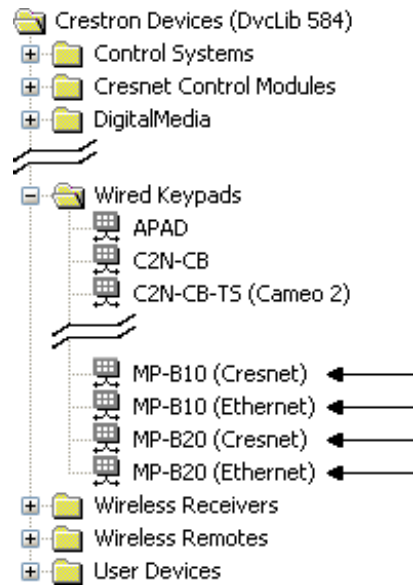 Crestron Devices (DvcLib 584)
Control Systems
Cresnet Control Modules
DigitalMedia
Wired Keypads
APAD
C2N-CB
C2N-CB-TS (Cameo 2)
MP-B10 (Cresnet)
MP-B10 (Ethernet)
MP-B20 (Cresnet)
MP-B20 (Ethernet)
Wireless Receivers
Wireless Remotes
User Devices